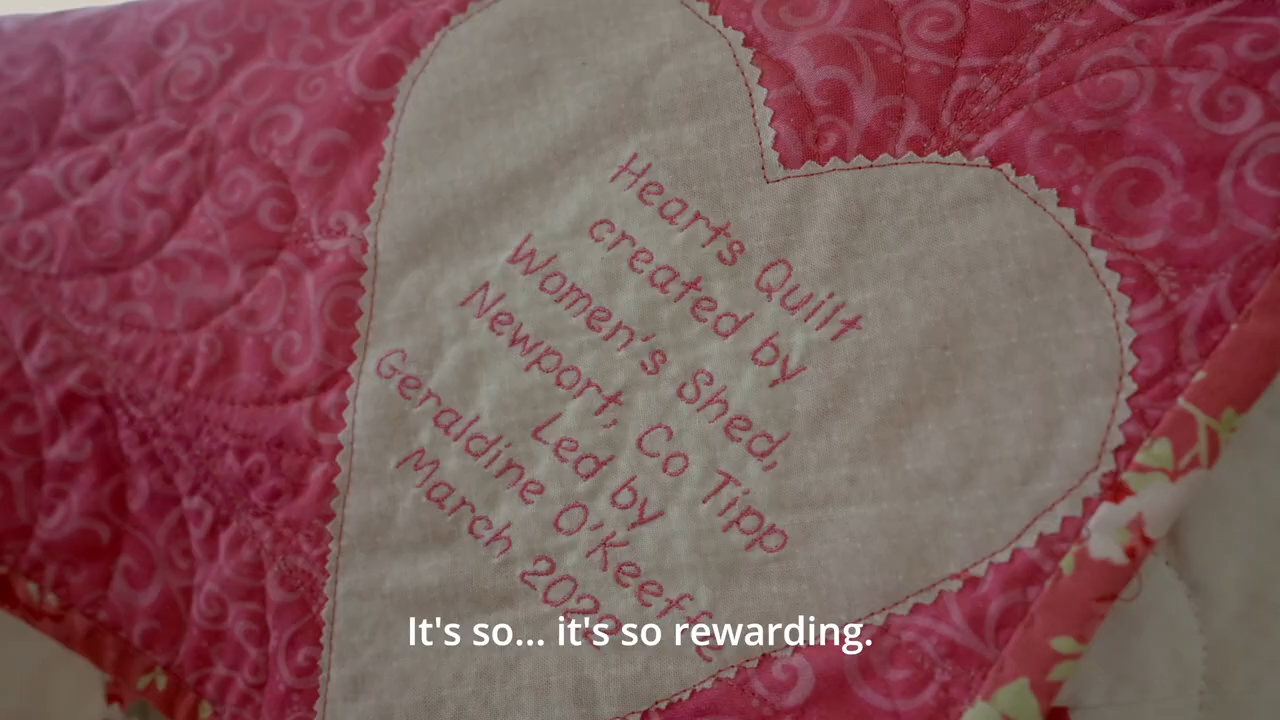 Hearts Quilt
created by
Women's Shed,
Newport, Co Tipp
Led by
Geraldine O'Keeffe
March 2022
It's so... it's so rewarding.